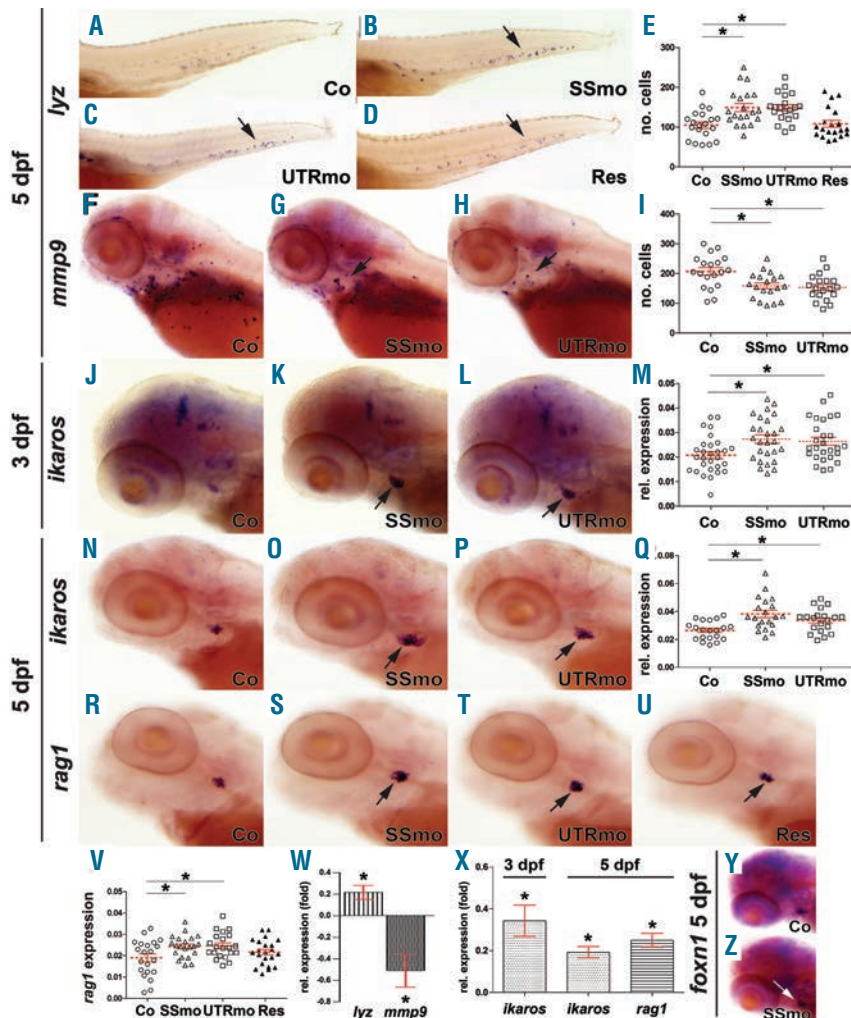 A
Co
B
SSmo
C
UTRmo
D
Res
5 dpf
lyz
E
no. cells
300
200
100
0
Co SSmo UTRmo Res
* *
mmp9
F
Co
G
SSmo
H
UTRmo
I
no. cells
400
300
200
100
0
Co SSmo UTRmo
* *
3 dpf
ikaros
J
Co
K
SSmo
L
UTRmo
M
rel. expression
0.05
0.04
0.03
0.02
0.01
0.00
Co SSmo UTRmo
* *
5 dpf
ikaros
N
Co
O
SSmo
P
UTRmo
Q
rel. expression
0.08
0.06
0.04
0.02
0.00
Co SSmo UTRmo
* *
rag1
R
Co
S
SSmo
T
UTRmo
U
Res
V
rag1 expression
0.05
0.04
0.03
0.02
0.01
0.00
Co SSmo UTRmo Res
* *
W
rel. expression (fold)
0.4
0.2
0.0
-0.2
-0.4
-0.6
-0.8
* *
lyz mmp9
X
rel. expression (fold)
0.6
0.4
0.2
0.0
3 dpf 5 dpf
* * *
ikaros ikaros rag1
foxn1 5 dpf
Y
Co
Z
SSmo